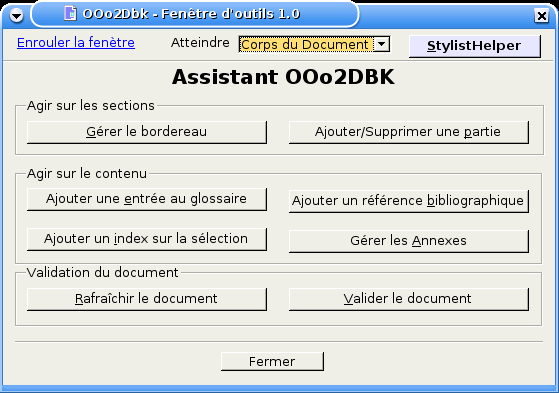 OOo2Dbk - Fenêtre d'outils 1.0
Enrouler la fenêtre Atteindre Corps du Document StylistHelper
Assistant OOo2DBK
Agir sur les sections
Gérer le bordereau Ajouter/Supprimer une partie
Agir sur le contenu
Ajouter une entrée au glossaire Ajouter un référence bibliographique
Ajouter un index sur la sélection Gérer les Annexes
Validation du document
Rafraîchir le document Valider le document
Fermer